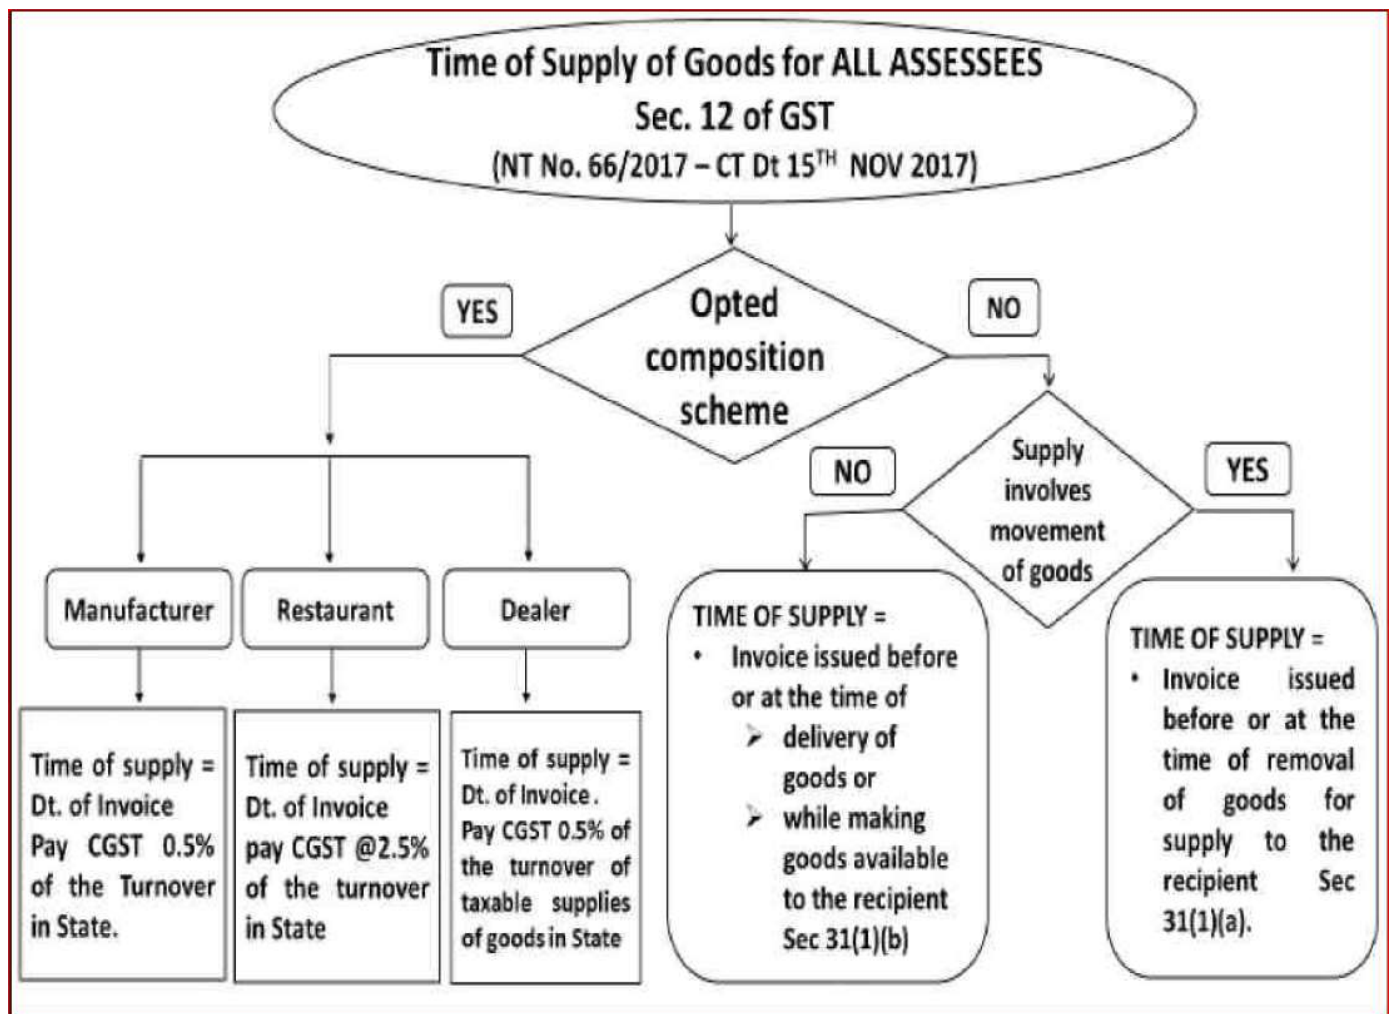 Time of Supply of Goods for ALL ASSESSEES
Sec. 12 of GST
(NT No. 66/2017 – CT Dt 15TH NOV 2017)
YES
Opted
composition
scheme
NO
NO
Supply
involves
movement
of goods
YES
Manufacturer
Restaurant
Dealer
Time of supply =
Dt. of Invoice
Pay CGST 0.5%
of the Turnover
in State.
Time of supply =
Dt. of Invoice
pay CGST @2.5%
of the turnover
in State
Time of supply =
Dt. of Invoice.
Pay CGST 0.5% of
the turnover of
taxable supplies
of goods in State
TIME OF SUPPLY =
• Invoice issued before
or at the time of
➢ delivery of
goods or
➢ while making
goods available
to the recipient
Sec 31(1)(b)
TIME OF SUPPLY =
• Invoice issued
before or at the
time of removal
of goods for
supply to the
recipient Sec
31(1)(a).